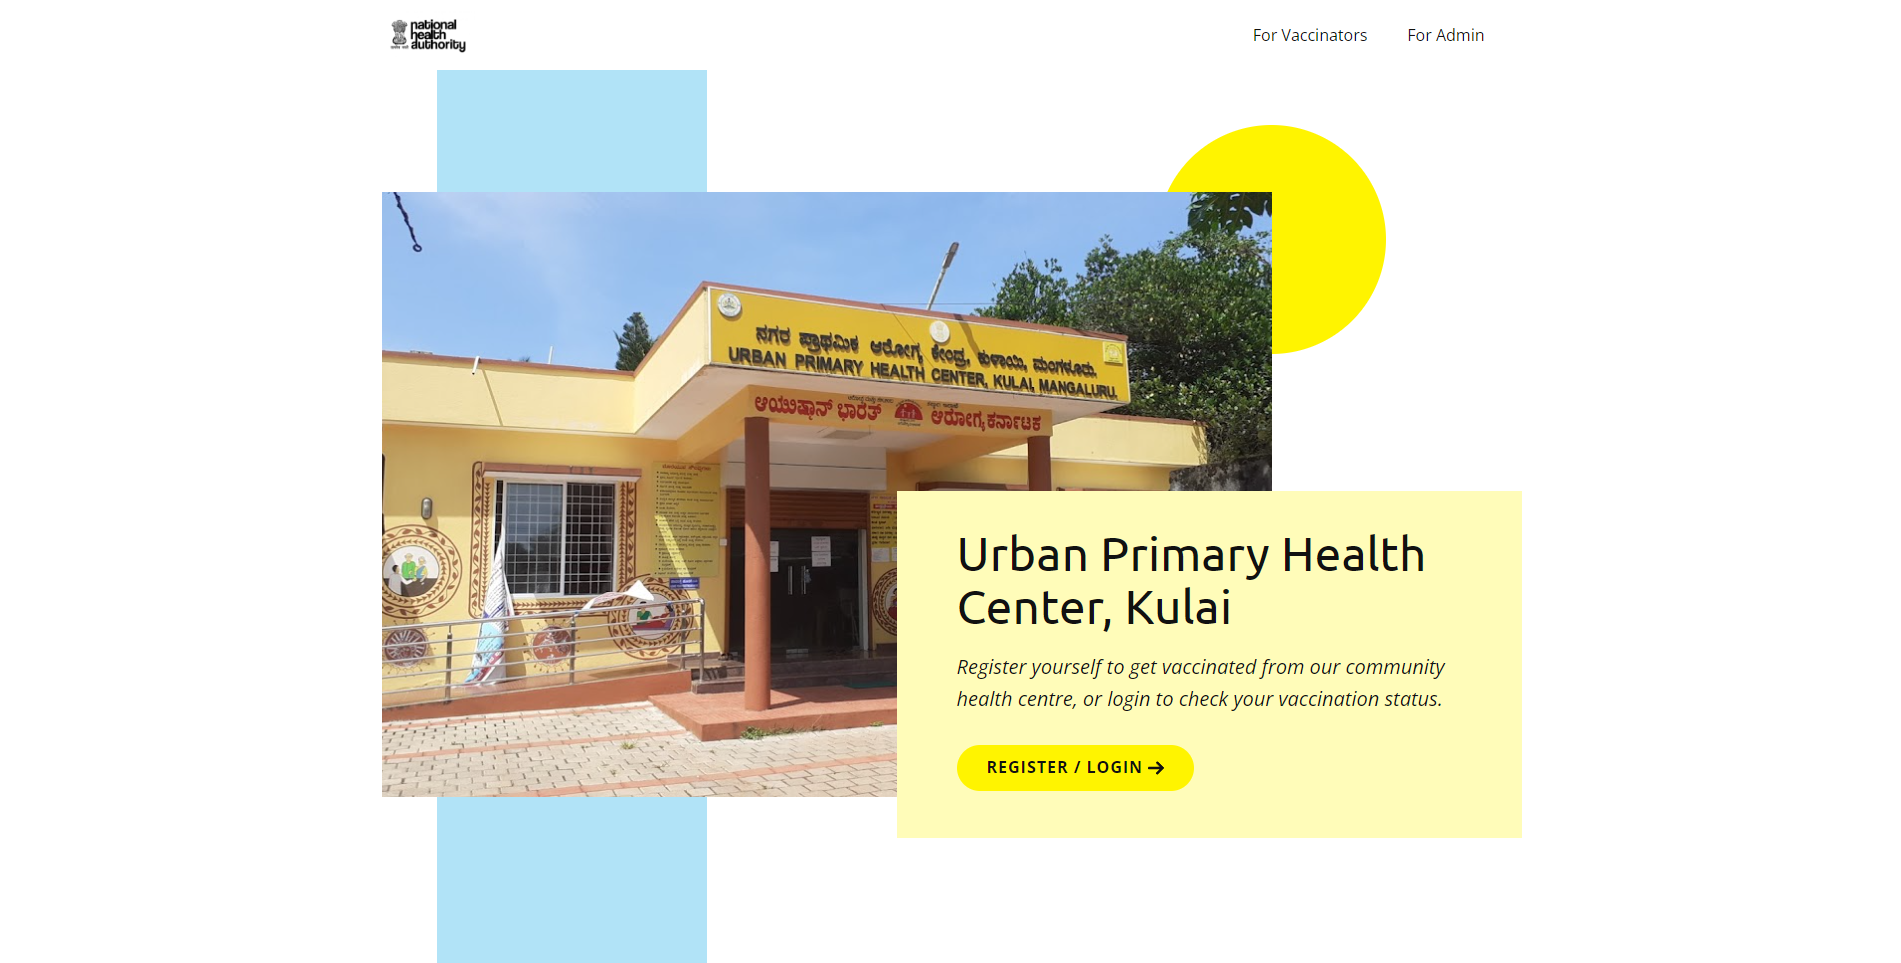 national
health
authority
For Vaccinators
For Admin
ನಗರ ಪ್ರಾಥಮಿಕ ಆರೋಗ್ಯ ಕೇಂದ್ರ, ಕುಳಾಯಿ, ಮಂಗಳೂರು.
URBAN PRIMARY HEALTH CENTER, KULAI, MANGALURU.
ಆಯುಷ್ಮಾನ್ ಭಾರತ್ ಆರೋಗ್ಯ ಕರ್ನಾಟಕ
Urban Primary Health
Center, Kulai
Register yourself to get vaccinated from our community
health centre, or login to check your vaccination status.
REGISTER / LOGIN